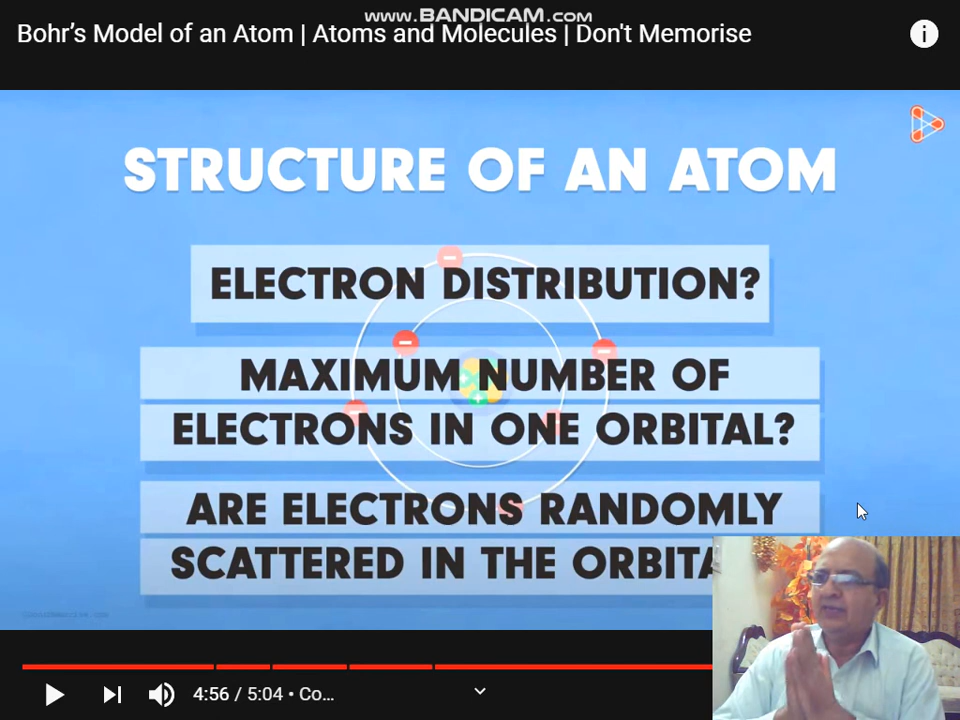 www.BANDICAM.com
Bohr's Model of an Atom | Atoms and Molecules | Don't Memorise
STRUCTURE OF AN ATOM
ELECTRON DISTRIBUTION?
MAXIMUM NUMBER OF
ELECTRONS IN ONE ORBITAL?
ARE ELECTRONS RANDOMLY
SCATTERED IN THE ORBITA
4:56 / 5:04 • Co...